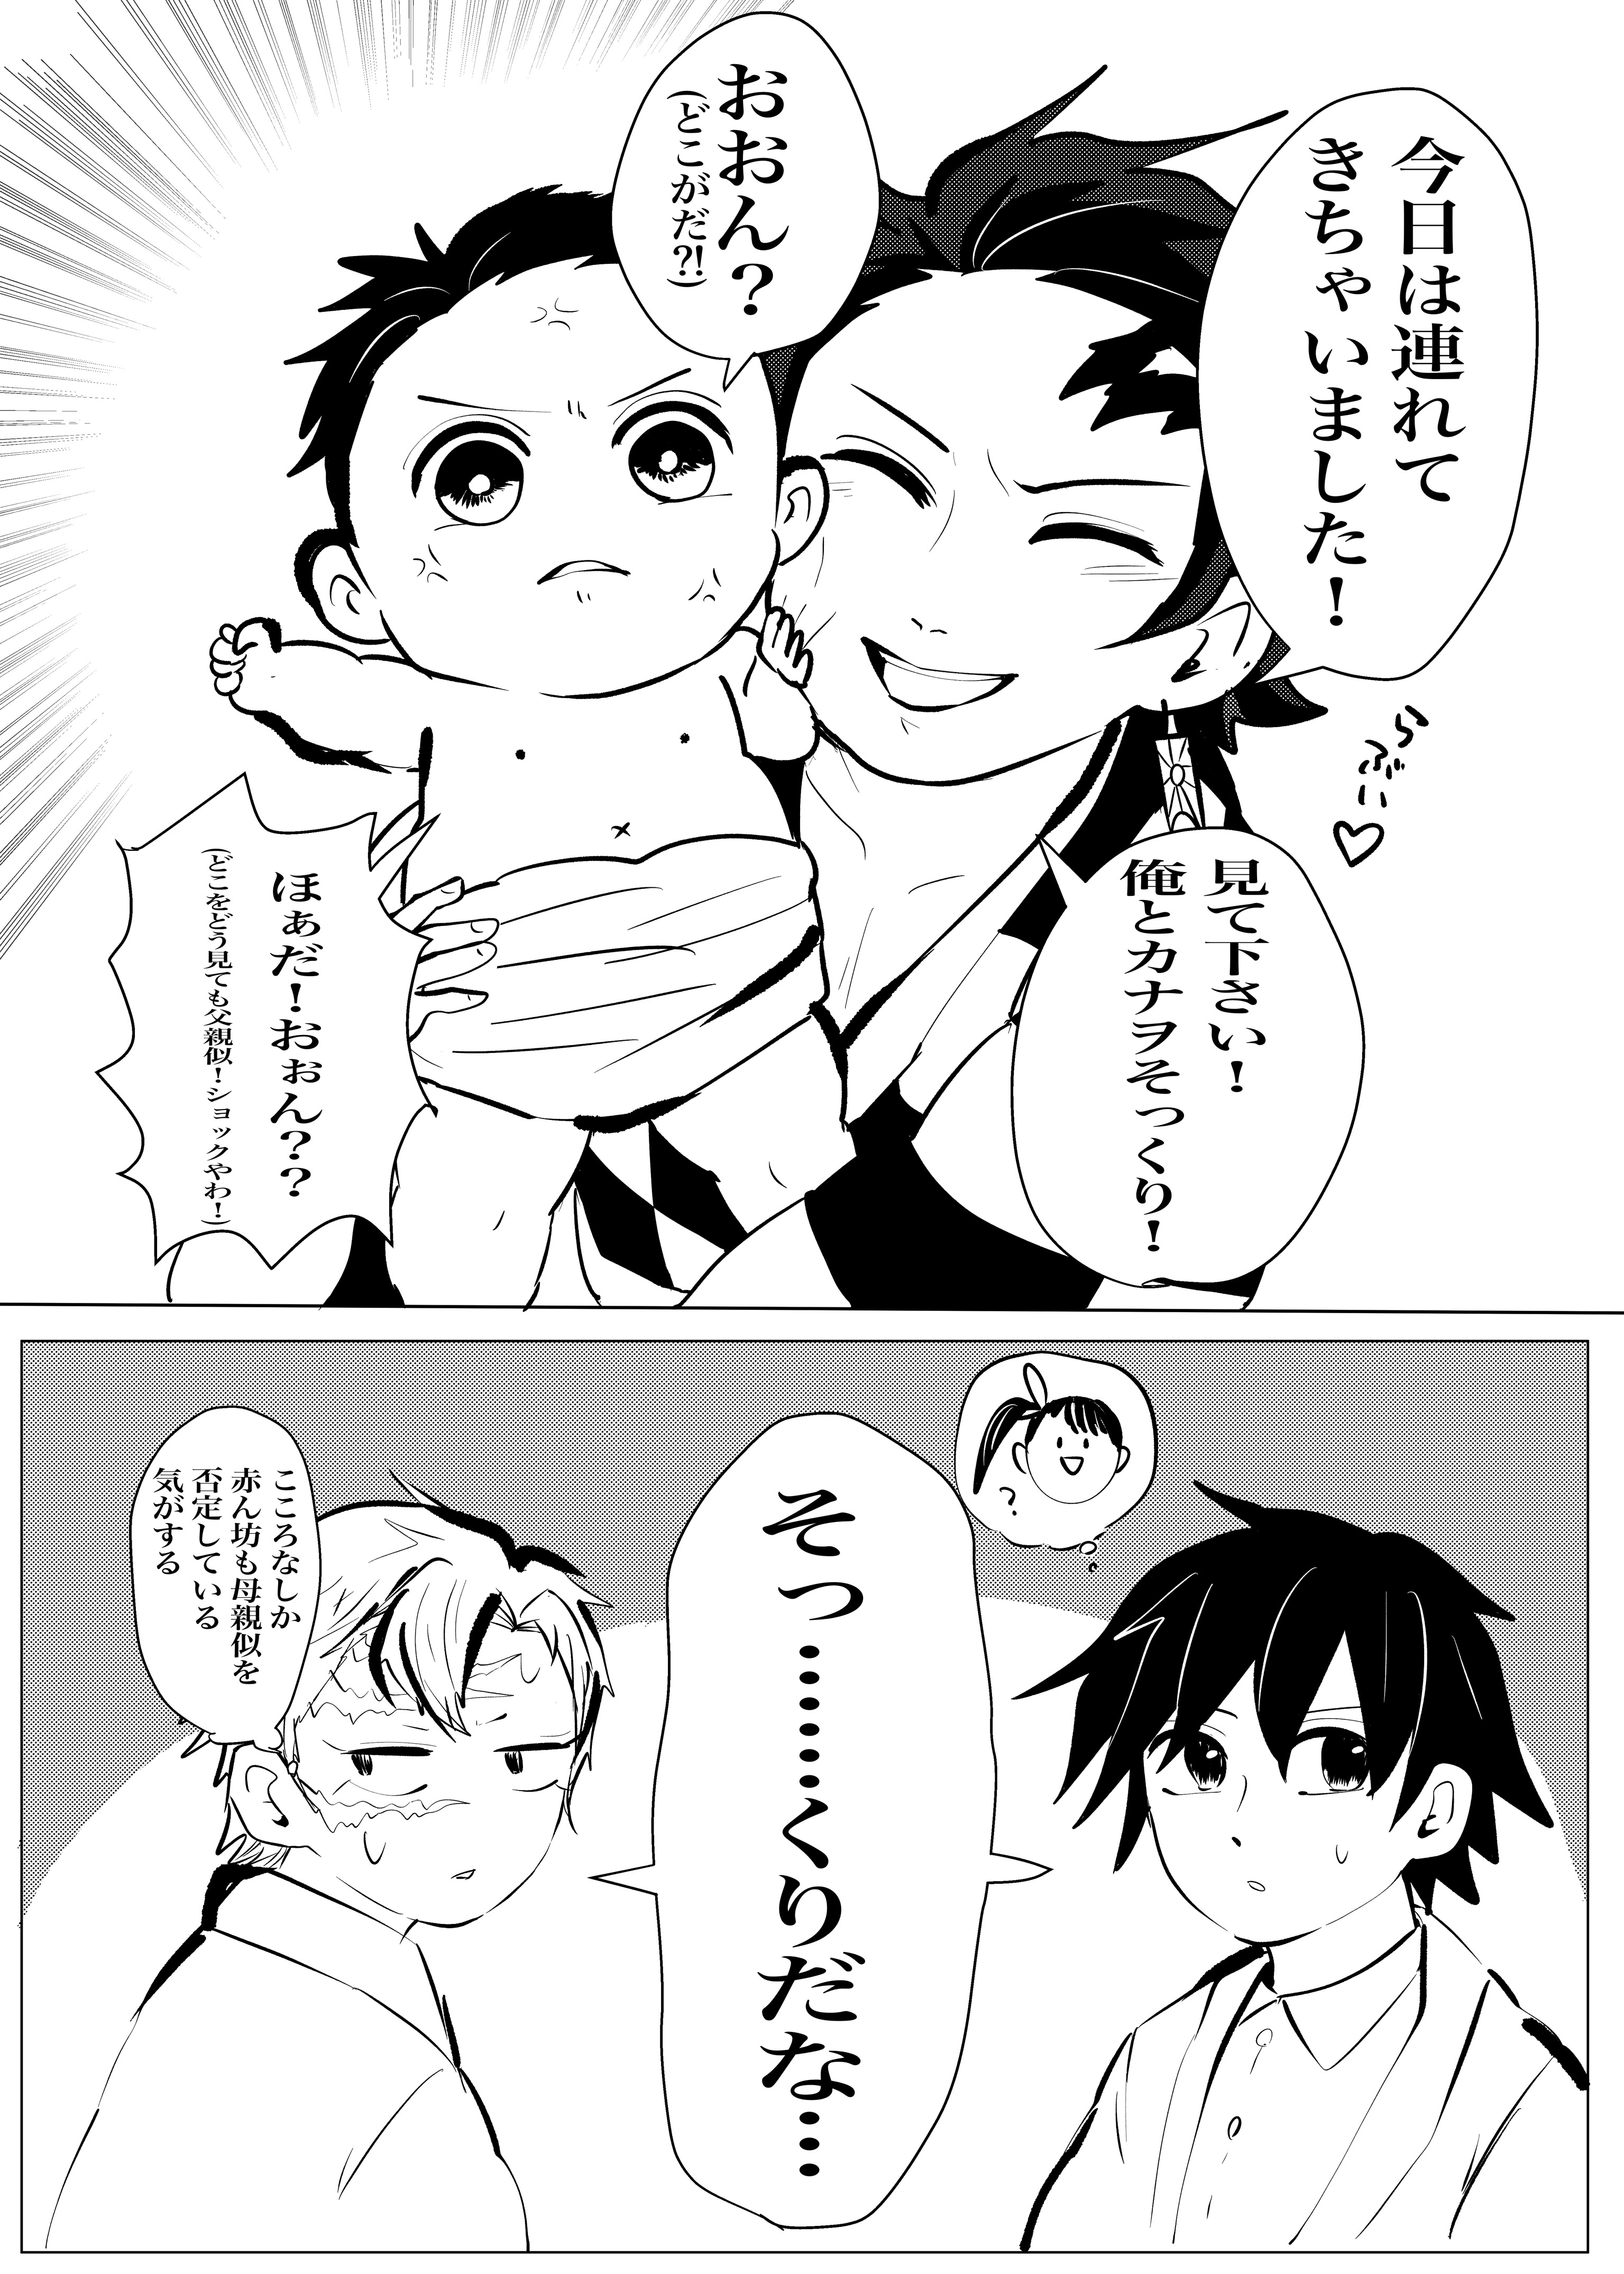 今日は連れて
きちゃいました！
おおん？
(どこがだ?!)
らぶい♡
見て下さい！
俺とカナヲそっくり！
ほぁだ！おぉん？？
(どこをどう見ても父親似！ショックやわ！)
?
そっ………くりだな……
こころなしか
赤ん坊も母親似を
否定している
気がする